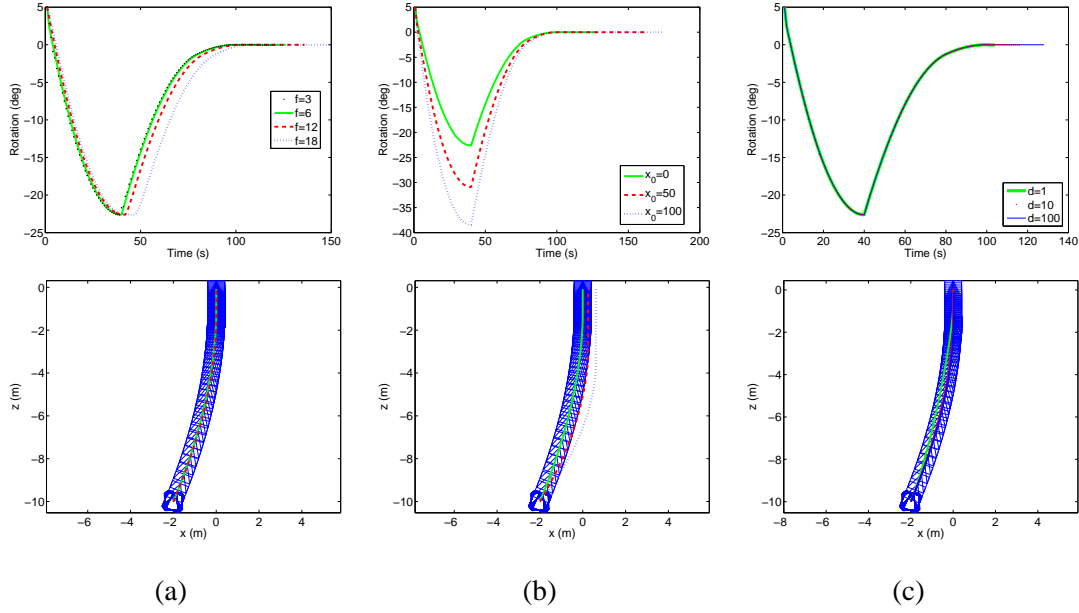 5
0
−5
−10
−15
−20
−25
0 50 100 150
Rotation (deg)
Time (s)
f=3
f=6
f=12
f=18
5
0
−5
−10
−15
−20
−25
−30
−35
−40
0 50 100 150 200
Rotation (deg)
Time (s)
x0=0
x0=50
x0=100
5
0
−5
−10
−15
−20
−25
0 20 40 60 80 100 120 140
Rotation (deg)
Time (s)
d=1
d=10
d=100
0
−2
−4
−6
−8
−10
−6 −4 −2 0 2 4
z (m)
x (m)
0
−2
−4
−6
−8
−10
−6 −4 −2 0 2 4
z (m)
x (m)
0
−2
−4
−6
−8
−10
−8 −6 −4 −2 0 2 4
z (m)
x (m)
(a) (b) (c)